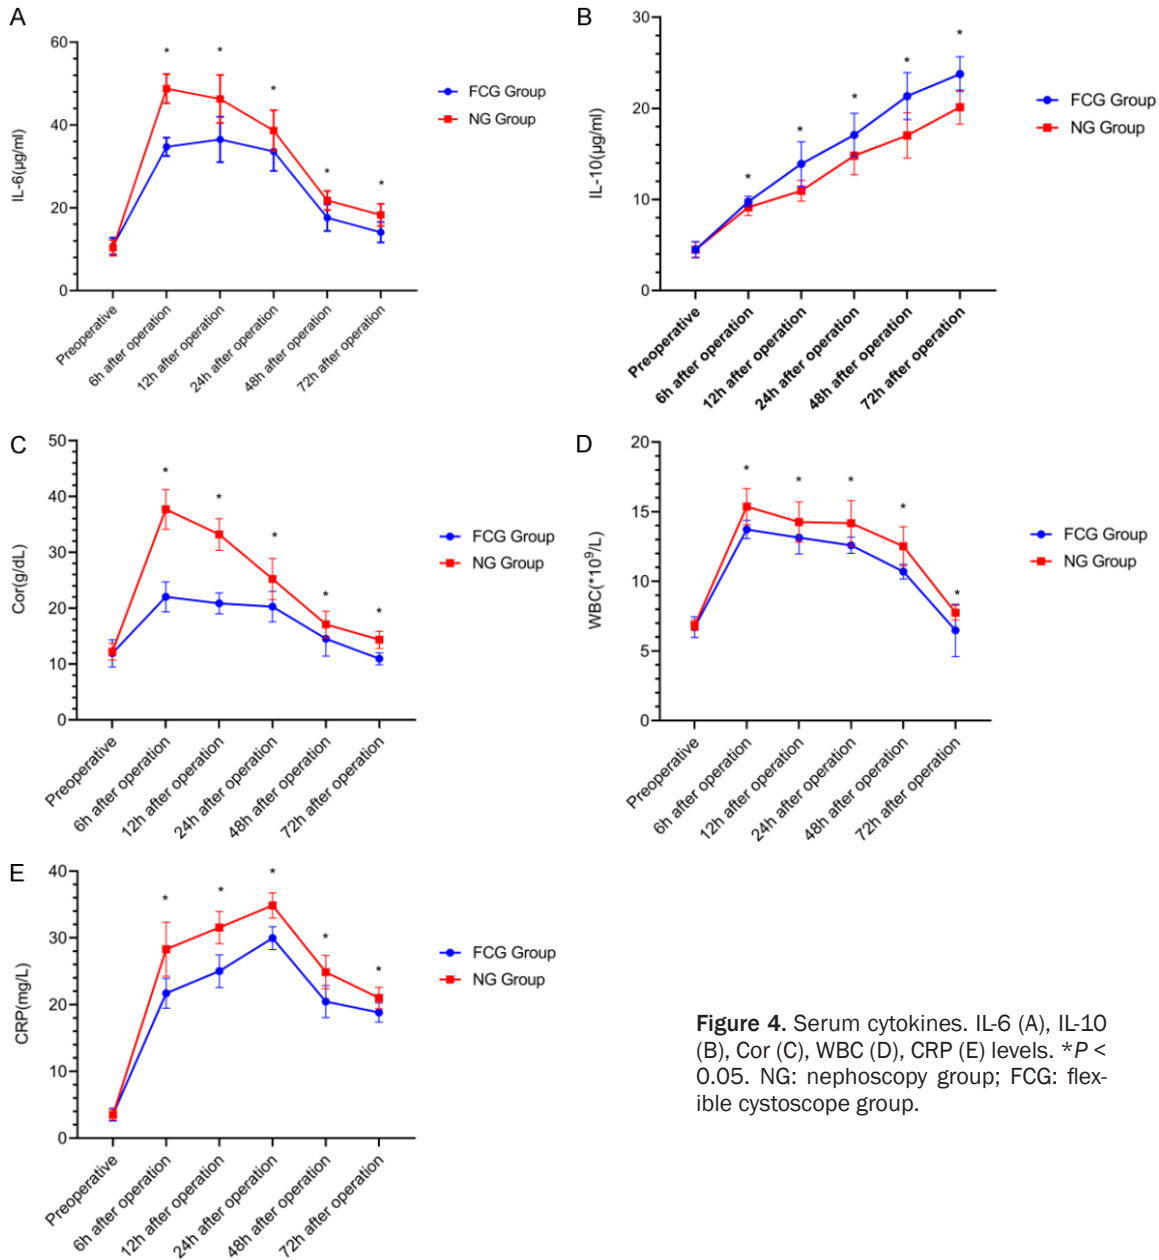 A
60
40
20
0
IL-6(μg/ml)
*
*
*
*
*
FCG Group
NG Group
Preoperative
6h after operation
12h after operation
24h after operation
48h after operation
72h after operation
B
30
20
10
0
IL-10(μg/ml)
*
*
*
*
*
FCG Group
NG Group
Preoperative
6h after operation
12h after operation
24h after operation
48h after operation
72h after operation
C
50
40
30
20
10
0
Cor(g/dL)
*
*
*
*
*
FCG Group
NG Group
Preoperative
6h after operation
12h after operation
24h after operation
48h after operation
72h after operation
D
20
15
10
5
0
WBC(*10⁹/L)
*
*
*
*
*
FCG Group
NG Group
Preoperative
6h after operation
12h after operation
24h after operation
48h after operation
72h after operation
E
40
30
20
10
0
CRP(mg/L)
*
*
*
*
*
FCG Group
NG Group
Preoperative
6h after operation
12h after operation
24h after operation
48h after operation
72h after operation
Figure 4. Serum cytokines. IL-6 (A), IL-10
(B), Cor (C), WBC (D), CRP (E) levels. *P <
0.05. NG: nephoscopy group; FCG: flex-
ible cystoscope group.